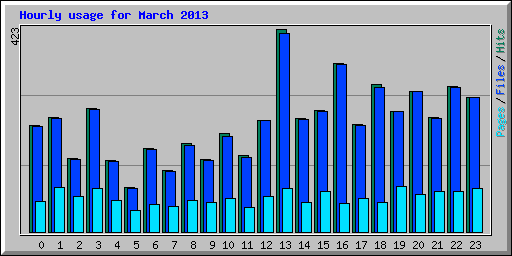 Hourly usage for March 2013
423
Pages/Files/Hits
0 1 2 3 4 5 6 7 8 9 10 11 12 13 14 15 16 17 18 19 20 21 22 23